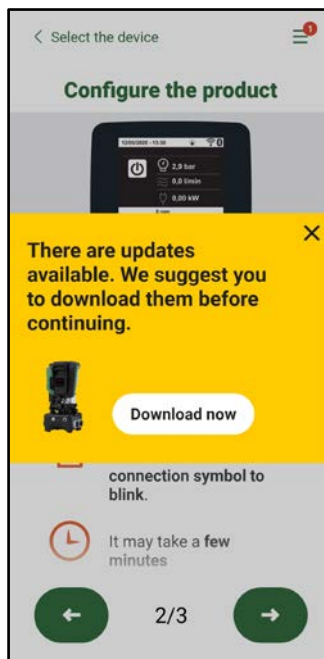 < Select the device
1
Configure the product
12/05/2020 - 15:30
2,9 bar
0,0 l/min
0,00 kW
There are updates
available. We suggest you
to download them before
continuing.
Download now
connection symbol to
blink.
It may take a few
minutes
2/3